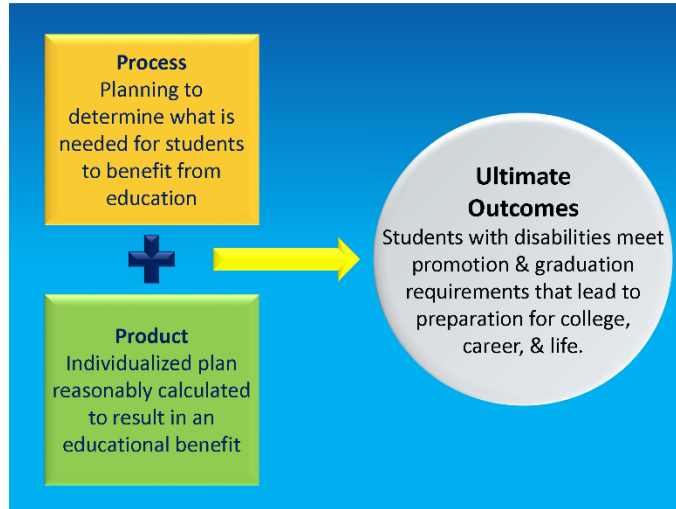 Process
Planning to
determine what is
needed for students
to benefit from
education
Product
Individualized plan
reasonably calculated
to result in an
educational benefit
Ultimate
Outcomes
Students with disabilities meet
promotion & graduation
requirements that lead to
preparation for college,
career, & life.